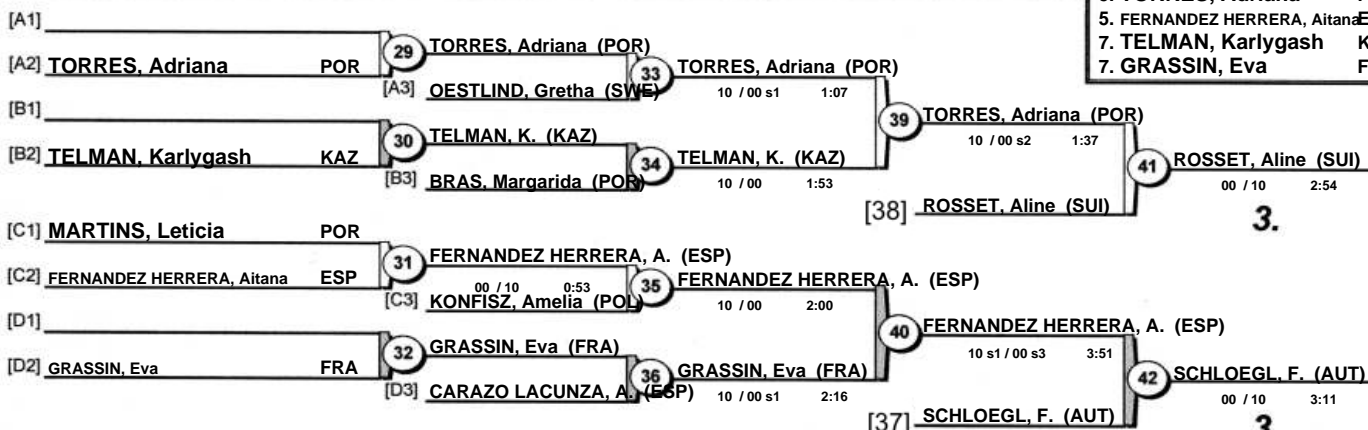 [A1]
[A2] TORRES, Adriana POR
29 TORRES, Adriana (POR)
[A3] OESTLIND, Gretha (SWE)
33 TORRES, Adriana (POR)
10 / 00 s1 1:07
[B1]
[B2] TELMAN, Karlygash KAZ
30 TELMAN, K. (KAZ)
[B3] BRAS, Margarida (POR)
34 TELMAN, K. (KAZ)
10 / 00 1:53
39 TORRES, Adriana (POR)
10 / 00 s2 1:37
[38] ROSSET, Aline (SUI)
41 ROSSET, Aline (SUI)
00 / 10 2:54
3.
[C1] MARTINS, Leticia POR
[C2] FERNANDEZ HERRERA, Aitana ESP
31 FERNANDEZ HERRERA, A. (ESP)
00 / 10 0:53
[C3] KONFISZ, Amelia (POL)
35 FERNANDEZ HERRERA, A. (ESP)
10 / 00 2:00
[D1]
[D2] GRASSIN, Eva FRA
32 GRASSIN, Eva (FRA)
[D3] CARAZO LACUNZA, A. (ESP)
36 GRASSIN, Eva (FRA)
10 / 00 s1 2:16
40 FERNANDEZ HERRERA, A. (ESP)
10 s1 / 00 s3 3:51
[37] SCHLOEGL, F. (AUT)
42 SCHLOEGL, F. (AUT)
00 / 10 3:11
3.
5. FERNANDEZ HERRERA, Aitana E
7. TELMAN, Karlygash K
7. GRASSIN, Eva F